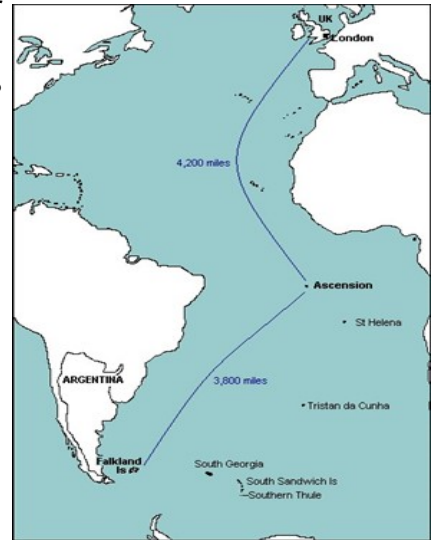 UK
London
4,200 miles
Ascension
St Helena
ARGENTINA
3,800 miles
Tristan da Cunha
Falkland
Is
South Georgia
South Sandwich Is
Southern Thule